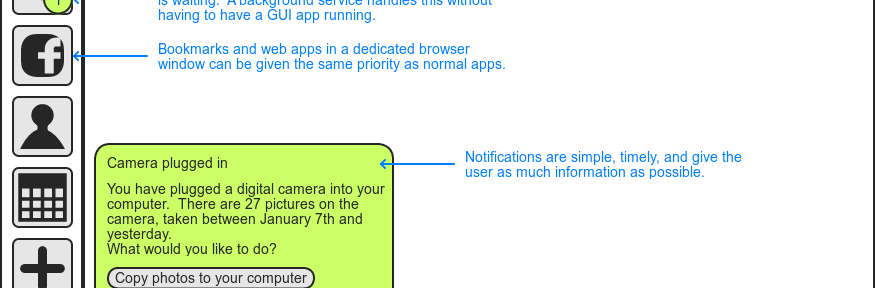 is waiting. A background service handles this without
having to have a GUI app running.
Bookmarks and web apps in a dedicated browser
window can be given the same priority as normal apps.
Notifications are simple, timely, and give the
user as much information as possible.
Camera plugged in
You have plugged a digital camera into your
computer. There are 27 pictures on the
camera, taken between January 7th and
yesterday.
What would you like to do?
Copy photos to your computer